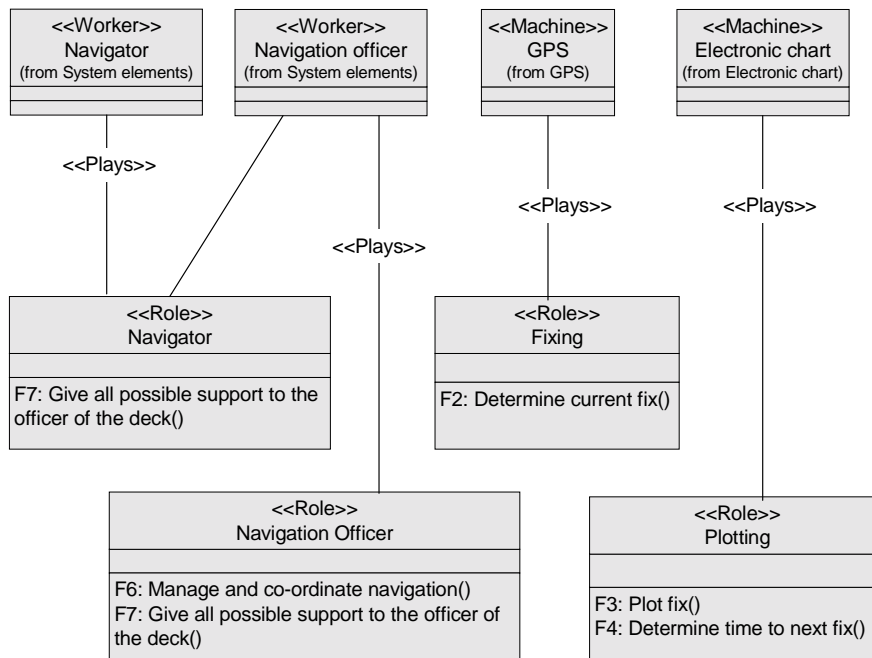 <<Worker>>
Navigator
(from System elements)
<<Worker>>
Navigation officer
(from System elements)
<<Machine>>
GPS
(from GPS)
<<Machine>>
Electronic chart
(from Electronic chart)
<<Plays>>
<<Plays>>
<<Plays>>
<<Plays>>
<<Role>>
Navigator
F7: Give all possible support to the
officer of the deck()
<<Role>>
Fixing
F2: Determine current fix()
<<Role>>
Navigation Officer
F6: Manage and co-ordinate navigation()
F7: Give all possible support to the officer of
the deck()
<<Role>>
Plotting
F3: Plot fix()
F4: Determine time to next fix()